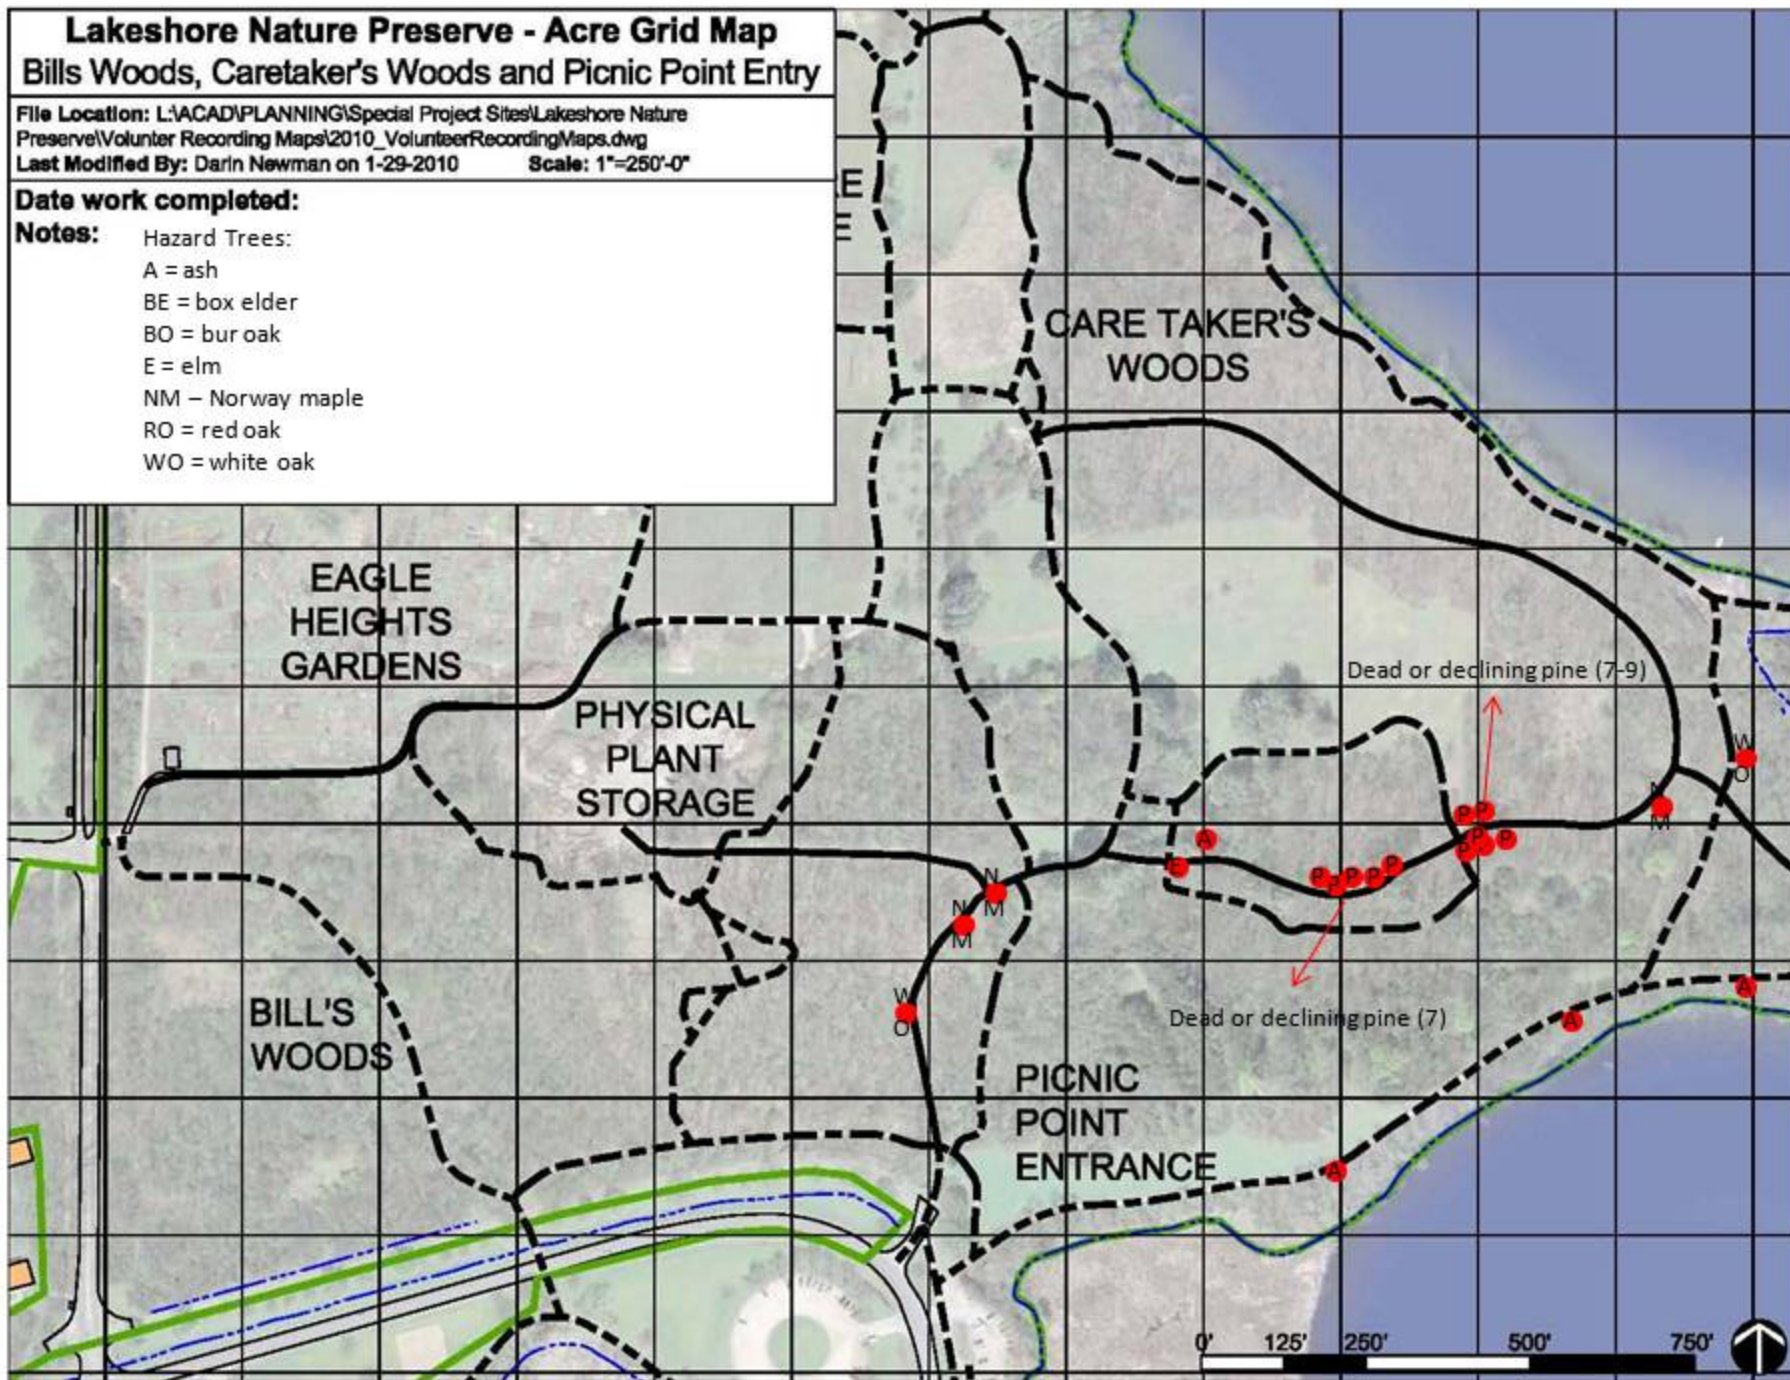 Lakeshore Nature Preserve - Acre Grid Map
Bills Woods, Caretaker's Woods and Picnic Point Entry
File Location: L:\ACAD\PLANNING\Special Project Sites\Lakeshore Nature
Preserve\Volunter Recording Maps\2010_VolunteerRecordingMaps.dwg
Last Modified By: Darin Newman on 1-29-2010 Scale: 1"=250'-0"
Date work completed:
Notes:
Hazard Trees:
A = ash
BE = box elder
BO = bur oak
E = elm
NM – Norway maple
RO = red oak
WO = white oak
RE
E
CARE TAKER'S
WOODS
EAGLE
HEIGHTS
GARDENS
PHYSICAL
PLANT
STORAGE
Dead or declining pine (7-9)
W
O
N
M
P P
P P
P P
A
E
P P P P P
N
M
N
M
W
O
Dead or declining pine (7)
BILL'S
WOODS
PICNIC
POINT
ENTRANCE
A
A
A
0' 125' 250' 500' 750'